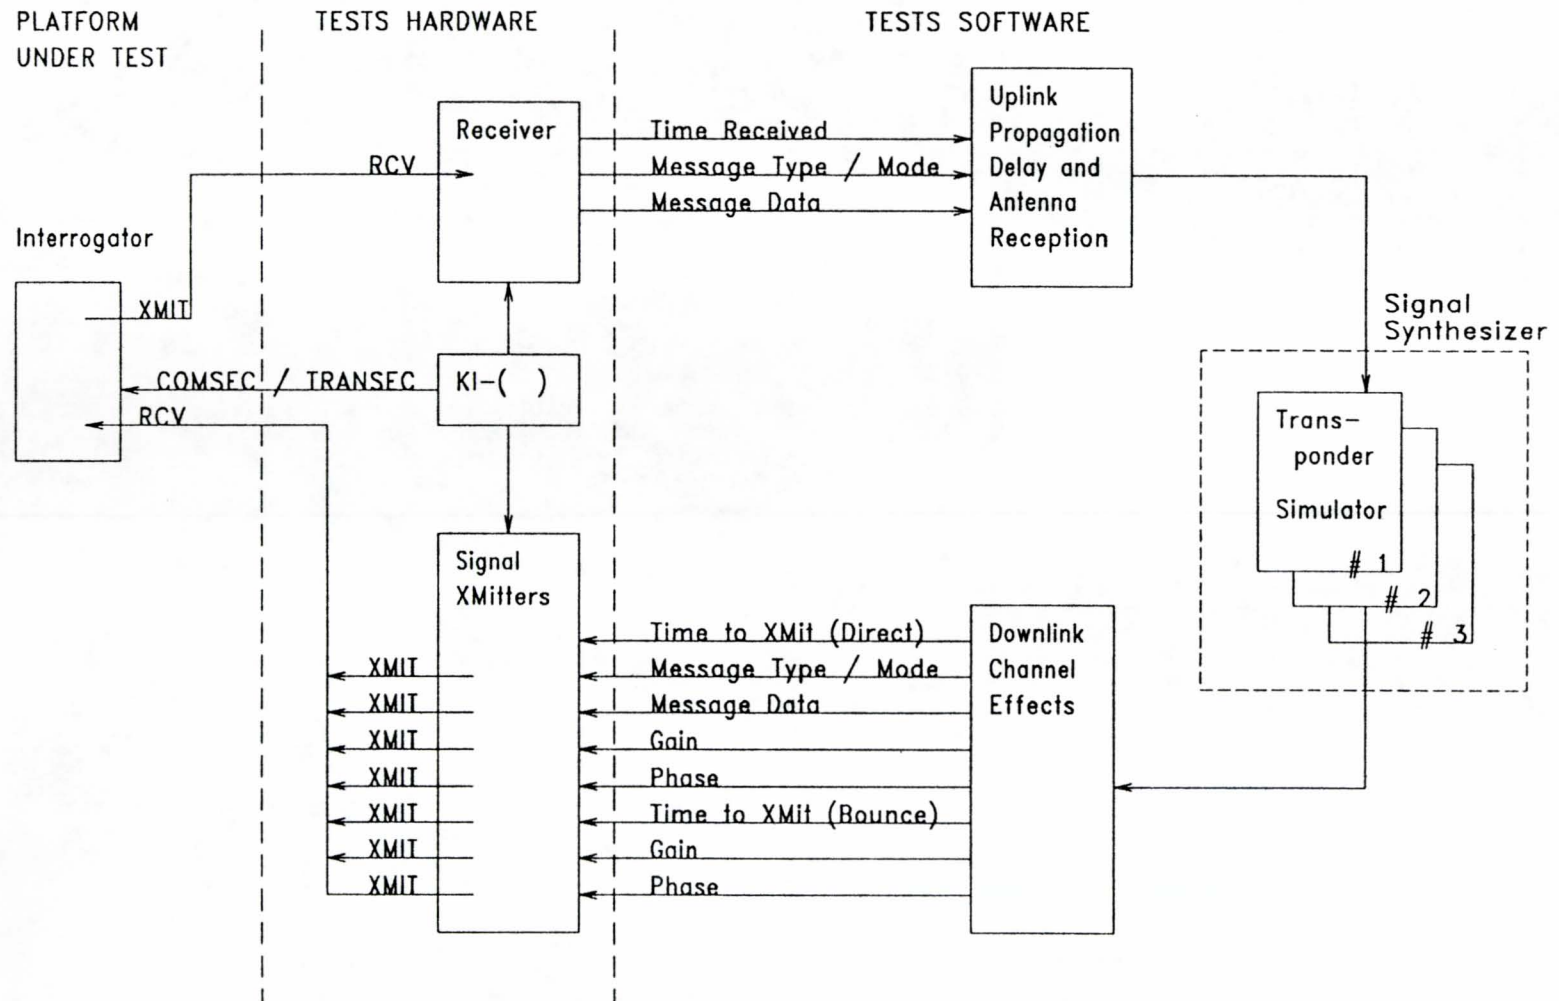 PLATFORM
UNDER TEST
TESTS HARDWARE
TESTS SOFTWARE
Receiver
RCV
Time Received
Message Type / Mode
Message Data
Uplink
Propagation
Delay and
Antenna
Reception
Interrogator
XMIT
COMSEC / TRANSEC
RCV
KI-( )
Signal
Synthesizer
Trans-
ponder
Simulator
# 1
# 2
# 3
Signal
XMitters
Time to XMit (Direct)
Message Type / Mode
Message Data
Gain
Phase
Time to XMit (Bounce)
Gain
Phase
XMIT
XMIT
XMIT
XMIT
XMIT
XMIT
XMIT
Downlink
Channel
Effects